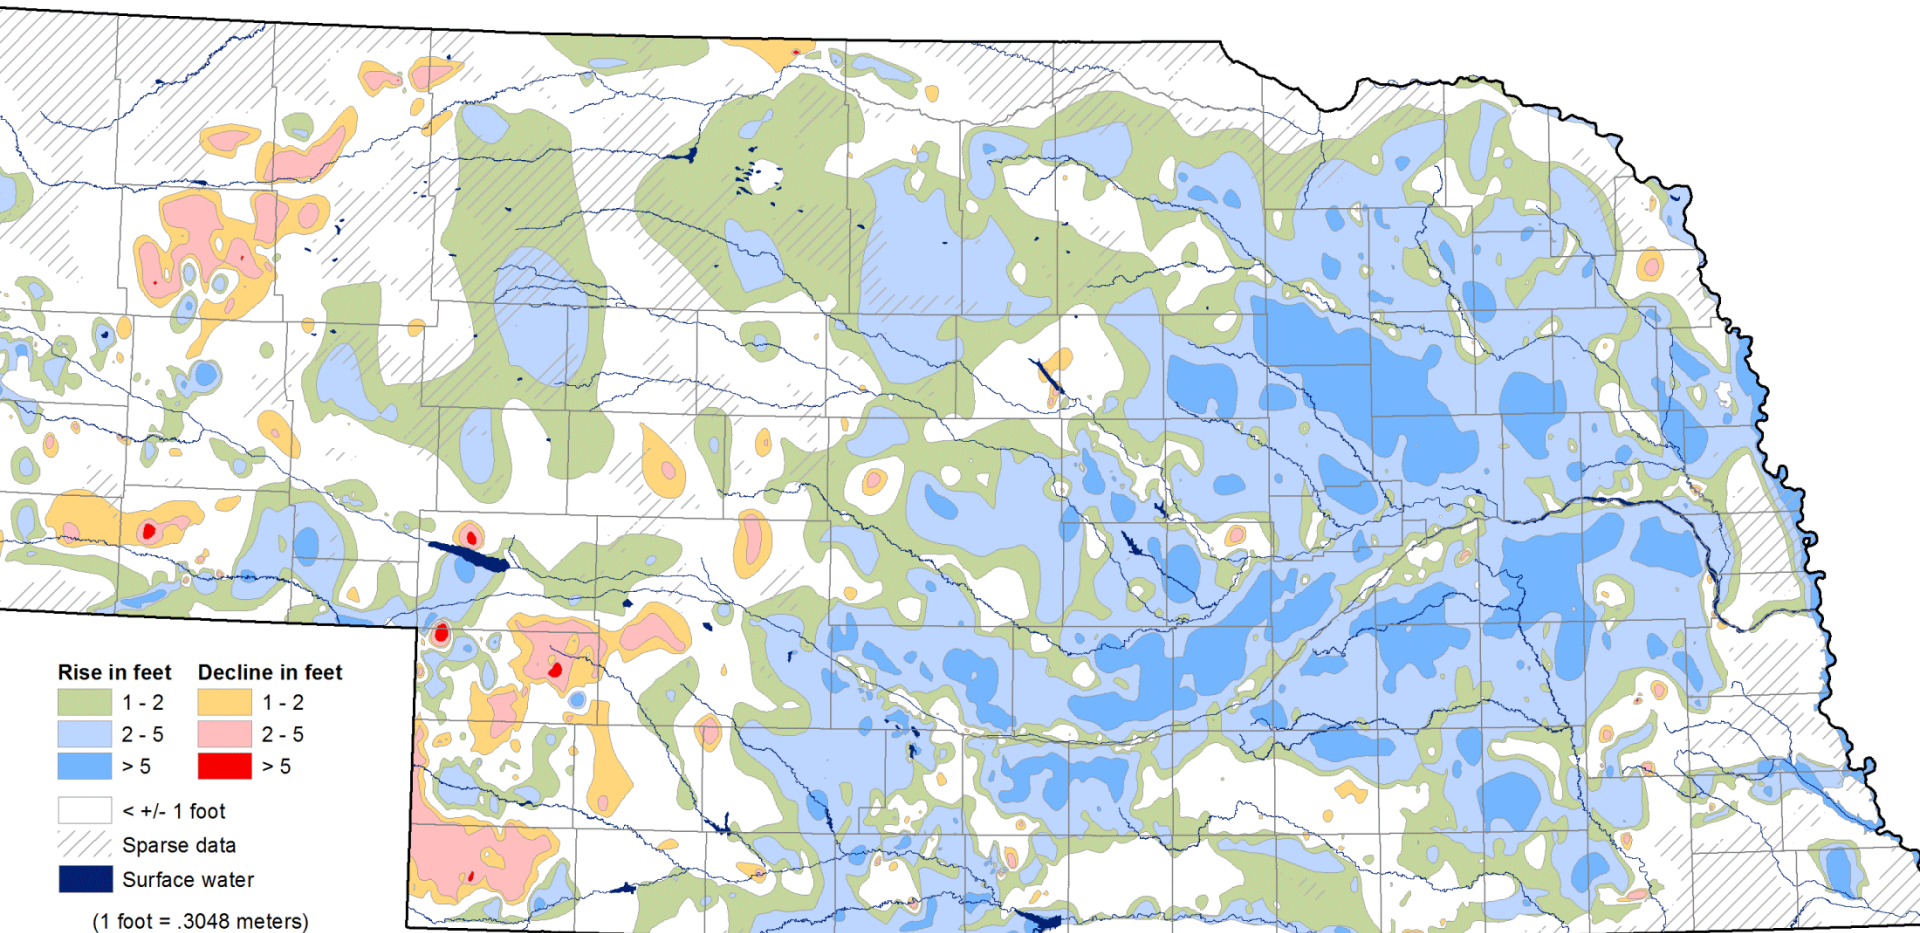 Rise in feet Decline in feet
1 - 2 1 - 2
2 - 5 2 - 5
> 5 > 5
< +/- 1 foot
Sparse data
Surface water
(1 foot = .3048 meters)